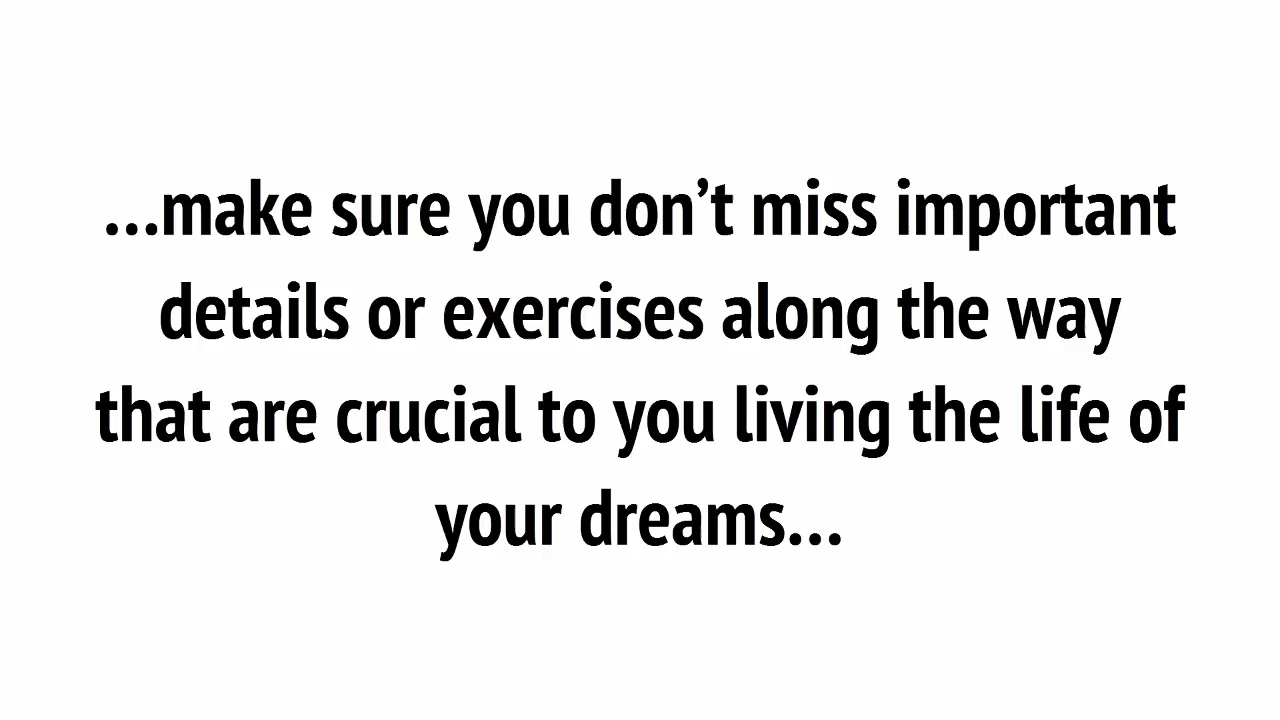 ...make sure you don’t miss important
details or exercises along the way
that are crucial to you living the life of
your dreams...